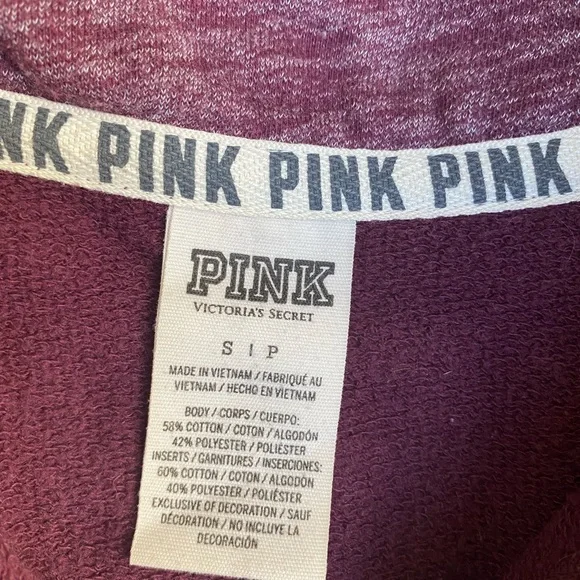 NK PINK PINK PINK
PINK
VICTORIA'S SECRET
S | P
MADE IN VIETNAM / FABRIQUÉ AU
VIETNAM / HECHO EN VIETNAM
BODY / CORPS / CUERPO:
58% COTTON / COTON / ALGODÓN
42% POLYESTER / POLIÉSTER
INSERTS / GARNITURES / INSERCIONES:
60% COTTON / COTON / ALGODÓN
40% POLYESTER / POLIÉSTER
EXCLUSIVE OF DECORATION / SAUF
DÉCORATION / NO INCLUYE LA
DECORACIÓN